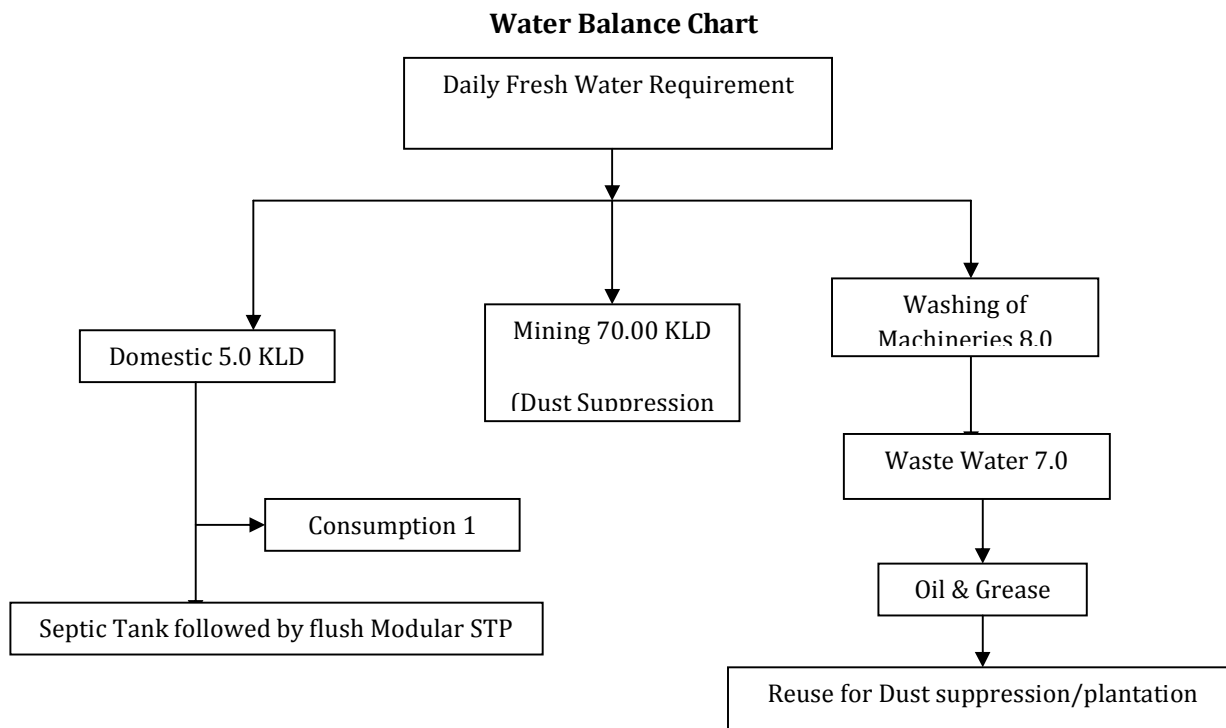 Water Balance Chart
Daily Fresh Water Requirement
Domestic 5.0 KLD
Mining 70.00 KLD
(Dust Suppression
Washing of
Machineries 8.0
Waste Water 7.0
Consumption 1
Oil & Grease
Septic Tank followed by flush Modular STP
Reuse for Dust suppression/plantation